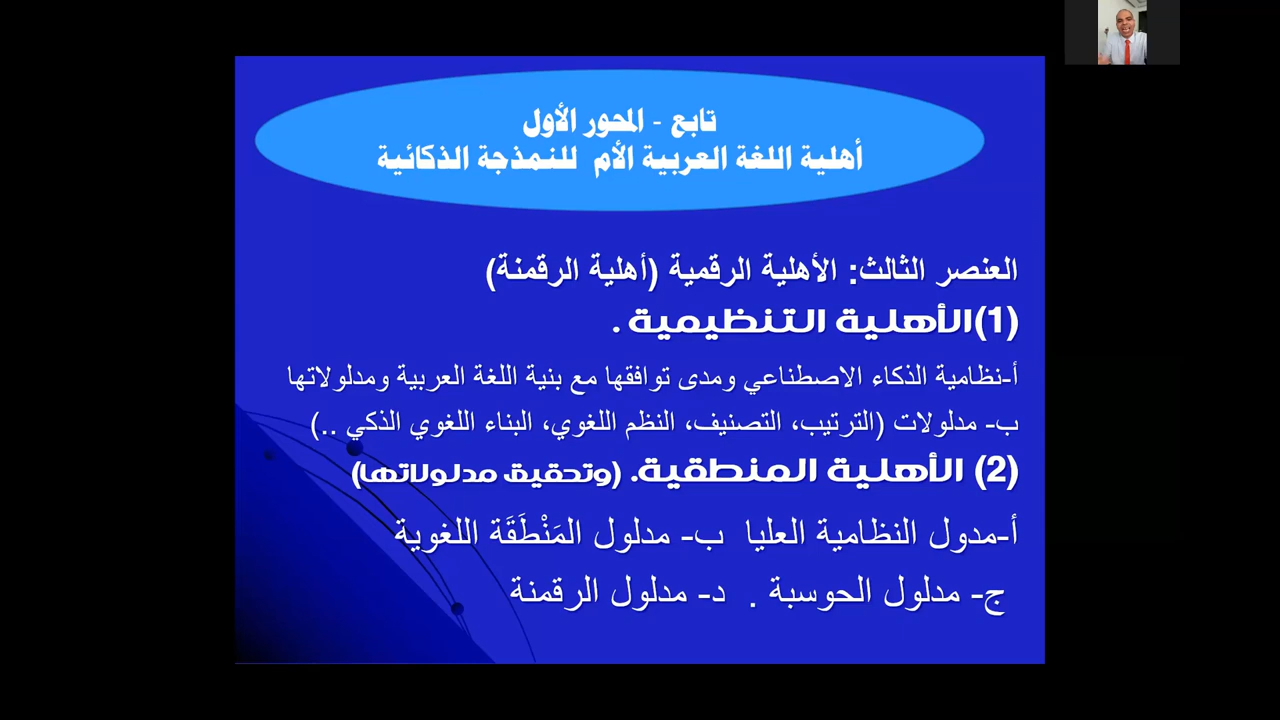 تابع - المحور الأول
أهلية اللغة العربية الأم للنمذجة الذكائية
العنصر الثالث: الأهلية الرقمية (أهلية الرقمنة)
(1)الأهلية التنظيمية .
أ-نظامية الذكاء الاصطناعي ومدى توافقها مع بنية اللغة العربية ومدلولاتها
ب- مدلولات (الترتيب، التصنيف، النظم اللغوي، البناء اللغوي الذكي ..)
(2) الأهلية المنطقية. (وتحقيق مدلولاتها)
أ-مدول النظامية العليا ب- مدلول المَنْطَقَة اللغوية
ج- مدلول الحوسبة . د- مدلول الرقمنة